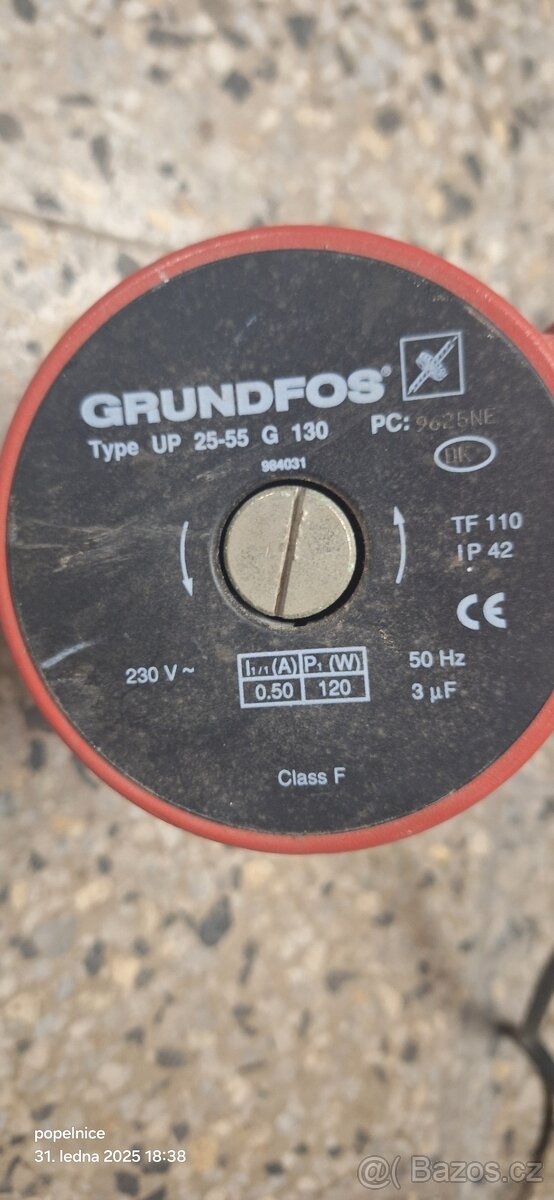 GRUNDFOS®
Type UP 25-55 G 130 PC: 9625NE
984031
DK
TF 110
IP 42
CE
230 V ~
I1/1 (A) P1 (W)
0.50 120
50 Hz
3 µF
Class F
popelnice
31. ledna 2025 18:38
@( Bazos.cz